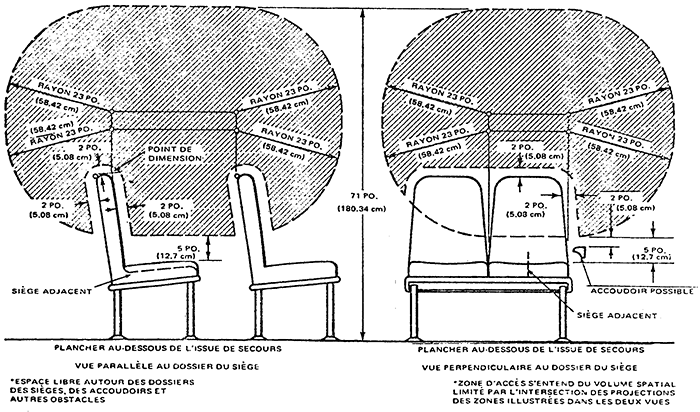 RAYON 23 PO.
(58.42 cm)
(58.42 cm)
RAYON 23 PO.
2 PO.
(5.08 cm)
POINT DE
DIMENSION
2 PO.
(5.08 cm)
2 PO.
(5.08 cm)
5 PO.
(12.7 cm)
SIÈGE ADJACENT
RAYON 23 PO.
(58.42 cm)
RAYON 23 PO.
(58.42 cm)
71 PO.
(180.34 cm)
RAYON 23 PO.
(58.42 cm)
RAYON 23 PO.
(58.42 cm)
RAYON 23 PO.
(58.42 cm)
RAYON 23 PO.
(58.42 cm)
2 PO.
(5.08 cm)
2 PO.
(5.08 cm)
2 PO.
(5.08 cm)
5 PO.
(12.7 cm)
ACCOUDOIR POSSIBLE
SIÈGE ADJACENT
PLANCHER AU-DESSOUS DE L'ISSUE DE SECOURS
VUE PARALLÈLE AU DOSSIER DU SIÈGE
*ESPACE LIBRE AUTOUR DES DOSSIERS
DES SIÈGES, DES ACCOUDOIRS ET
AUTRES OBSTACLES
PLANCHER AU-DESSOUS DE L'ISSUE DE SECOURS
VUE PERPENDICULAIRE AU DOSSIER DU SIÈGE
*ZONE D'ACCÈS S'ENTEND DU VOLUME SPATIAL
LIMITÉ PAR L'INTERSECTION DES PROJECTIONS
DES ZONES ILLUSTRÉES DANS LES DEUX VUES